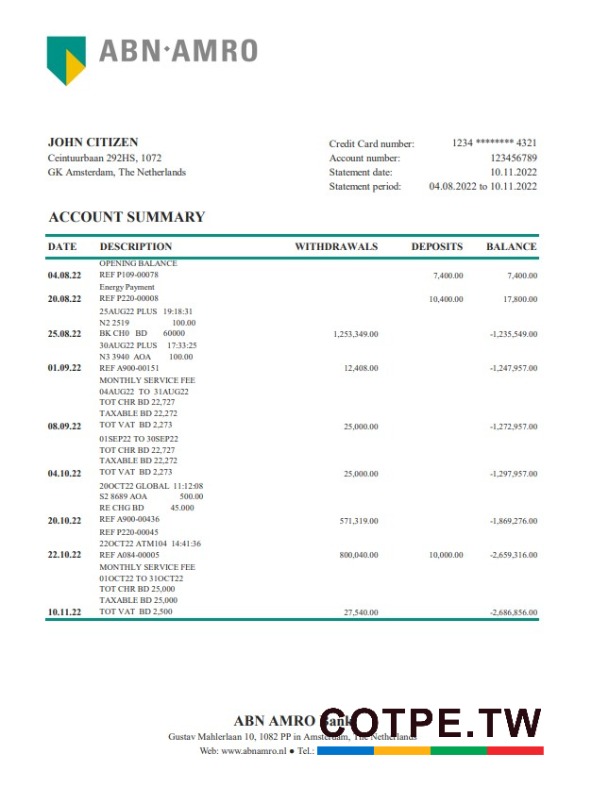 ABN·AMRO
JOHN CITIZEN
Ceintuurbaan 292HS, 1072
GK Amsterdam, The Netherlands
Credit Card number: 1234 ******** 4321
Account number: 123456789
Statement date: 10.11.2022
Statement period: 04.08.2022 to 10.11.2022
ACCOUNT SUMMARY
DATE DESCRIPTION WITHDRAWALS DEPOSITS BALANCE
OPENING BALANCE
04.08.22 REF P109-00078 7,400.00 7,400.00
Energy Payment
20.08.22 REF P220-00008 10,400.00 17,800.00
25AUG22 PLUS 19:18:31
N2 2519 100.00
25.08.22 BK CH0 BD 60000 1,253,349.00 -1,235,549.00
30AUG22 PLUS 17:33:25
N3 3940 AOA 100.00
01.09.22 REF A900-00151 12,408.00 -1,247,957.00
MONTHLY SERVICE FEE
04AUG22 TO 31AUG22
TOT CHR BD 22,727
TAXABLE BD 22,272
08.09.22 TOT VAT BD 2,273 25,000.00 -1,272,957.00
01SEP22 TO 30SEP22
TOT CHR BD 22,727
TAXABLE BD 22,272
04.10.22 TOT VAT BD 2,273 25,000.00 -1,297,957.00
20OCT22 GLOBAL 11:12:08
S2 8689 AOA 500.00
RE CHG BD 45.000
20.10.22 REF A900-00436 571,319.00 -1,869,276.00
REF P220-00045
22OCT22 ATM104 14:41:36
22.10.22 REF A084-00005 800,040.00 10,000.00 -2,659,316.00
MONTHLY SERVICE FEE
01OCT22 TO 31OCT22
TOT CHR BD 25,000
TAXABLE BD 25,000
10.11.22 TOT VAT BD 2,500 27,540.00 -2,686,856.00
ABN AMRO Bank
COTPE.TW
Gustav Mahlerlaan 10, 1082 PP in Amsterdam, The Netherlands
Web: www.abnamro.nl ● Tel.: